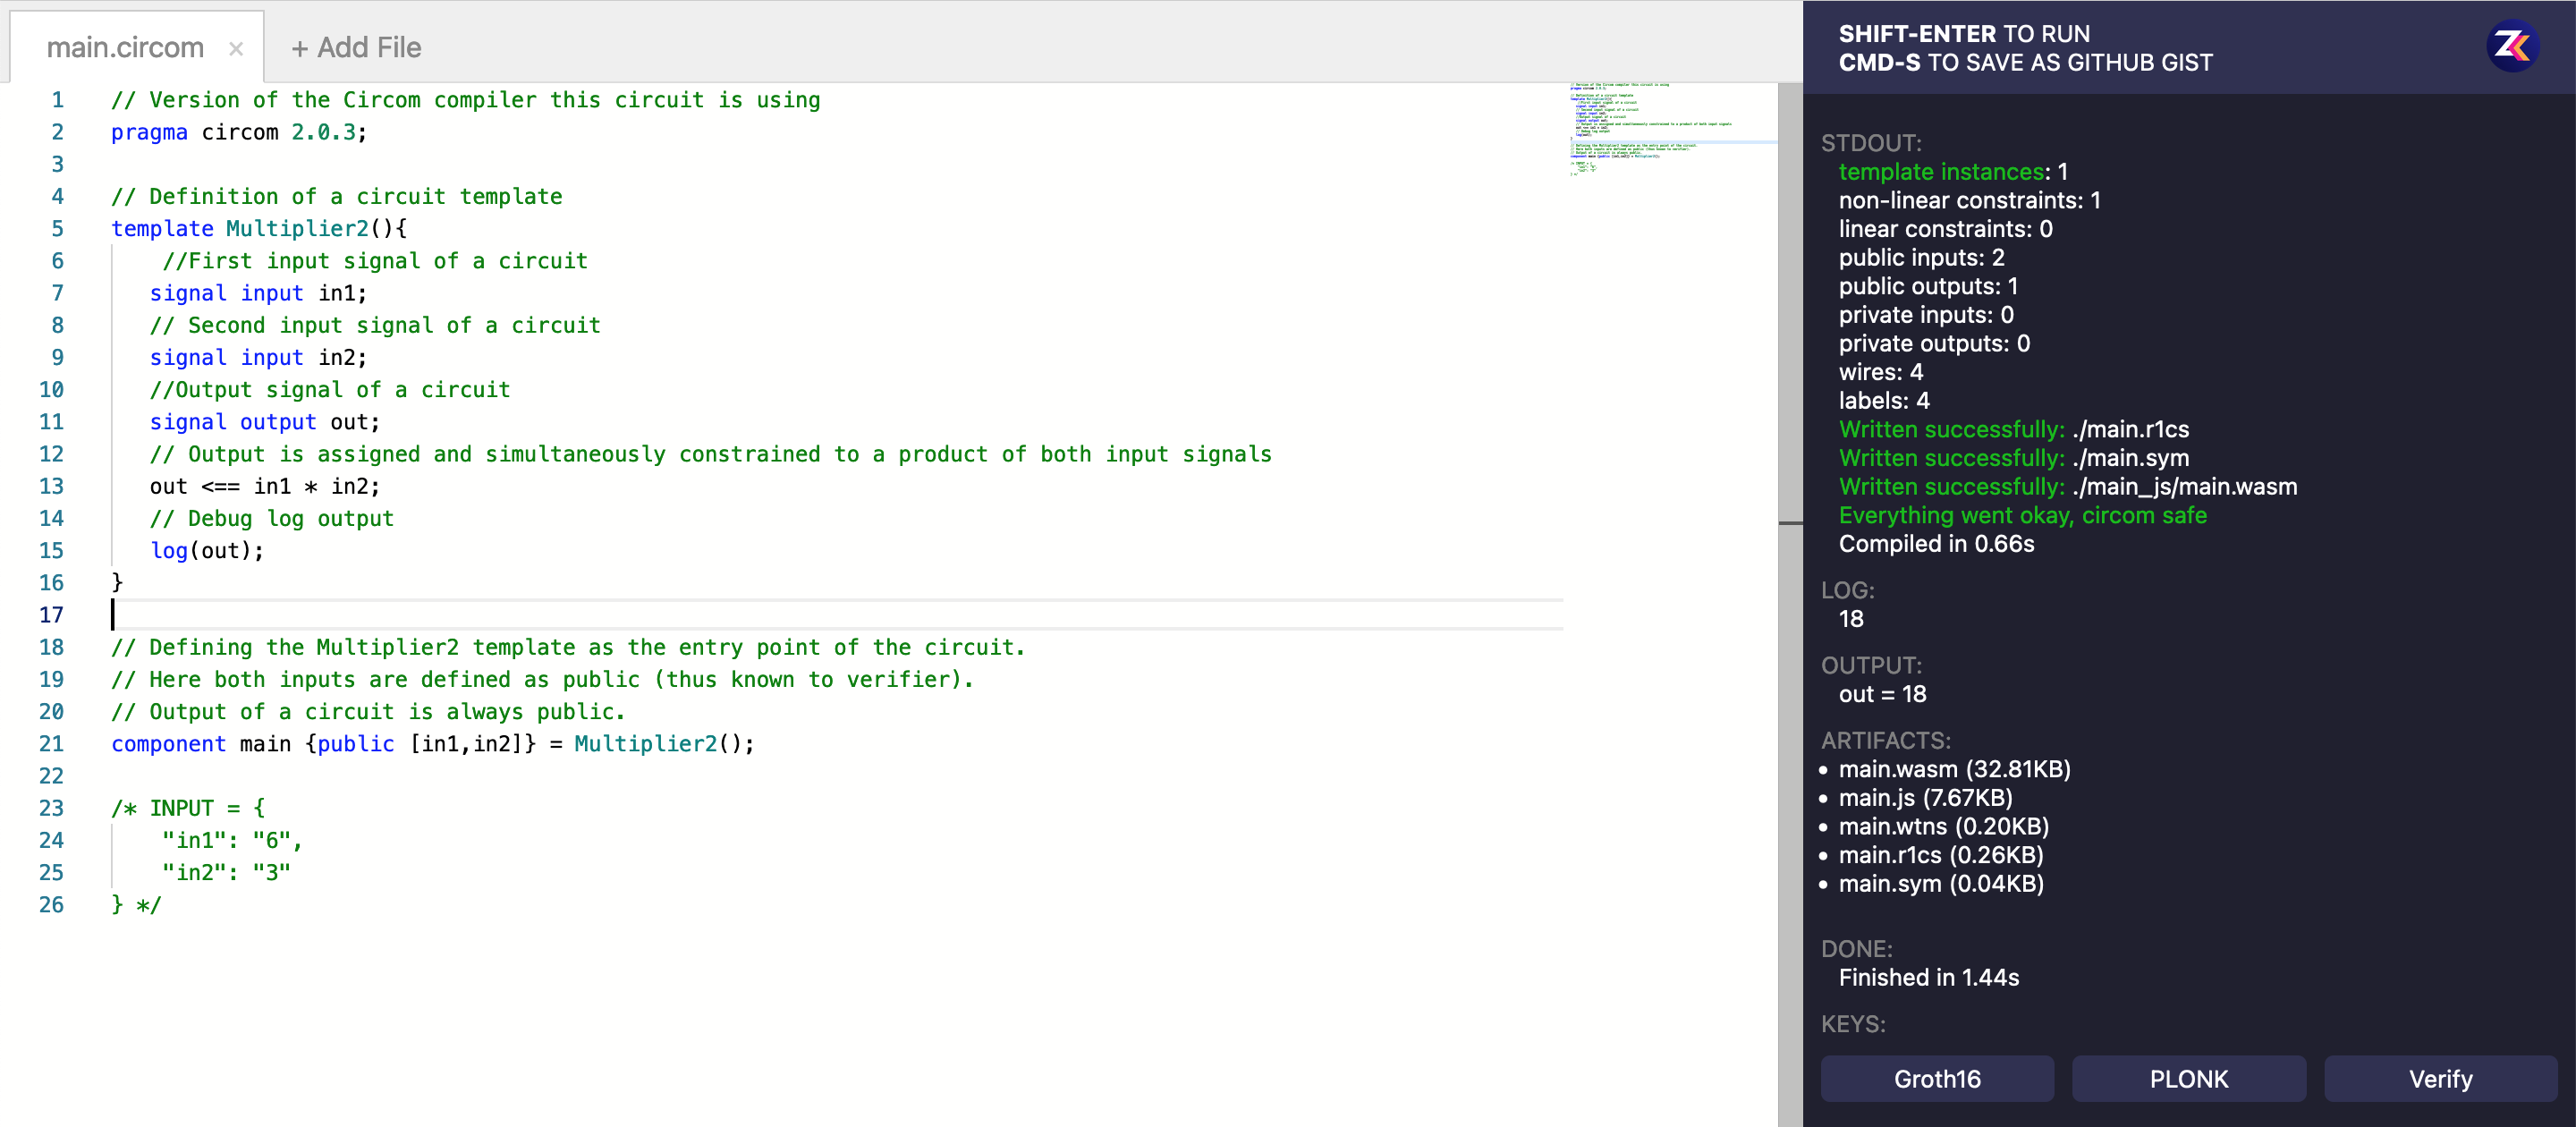 main.circom × + Add File
1 // Version of the Circom compiler this circuit is using
2 pragma circom 2.0.3;
3
4 // Definition of a circuit template
5 template Multiplier2(){
6 //First input signal of a circuit
7 signal input in1;
8 // Second input signal of a circuit
9 signal input in2;
10 //Output signal of a circuit
11 signal output out;
12 // Output is assigned and simultaneously constrained to a product of both input signals
13 out <== in1 * in2;
14 // Debug log output
15 log(out);
16 }
17
18 // Defining the Multiplier2 template as the entry point of the circuit.
19 // Here both inputs are defined as public (thus known to verifier).
20 // Output of a circuit is always public.
21 component main {public [in1,in2]} = Multiplier2();
22
23 /* INPUT = {
24 "in1": "6",
25 "in2": "3"
26 } */
SHIFT-ENTER TO RUN
CMD-S TO SAVE AS GITHUB GIST
STDOUT:
template instances: 1
non-linear constraints: 1
linear constraints: 0
public inputs: 2
public outputs: 1
private inputs: 0
private outputs: 0
wires: 4
labels: 4
Written successfully: ./main.r1cs
Written successfully: ./main.sym
Written successfully: ./main_js/main.wasm
Everything went okay, circom safe
Compiled in 0.66s
LOG:
18
OUTPUT:
out = 18
ARTIFACTS:
• main.wasm (32.81KB)
• main.js (7.67KB)
• main.wtns (0.20KB)
• main.r1cs (0.26KB)
• main.sym (0.04KB)
DONE:
Finished in 1.44s
KEYS:
Groth16 PLONK Verify